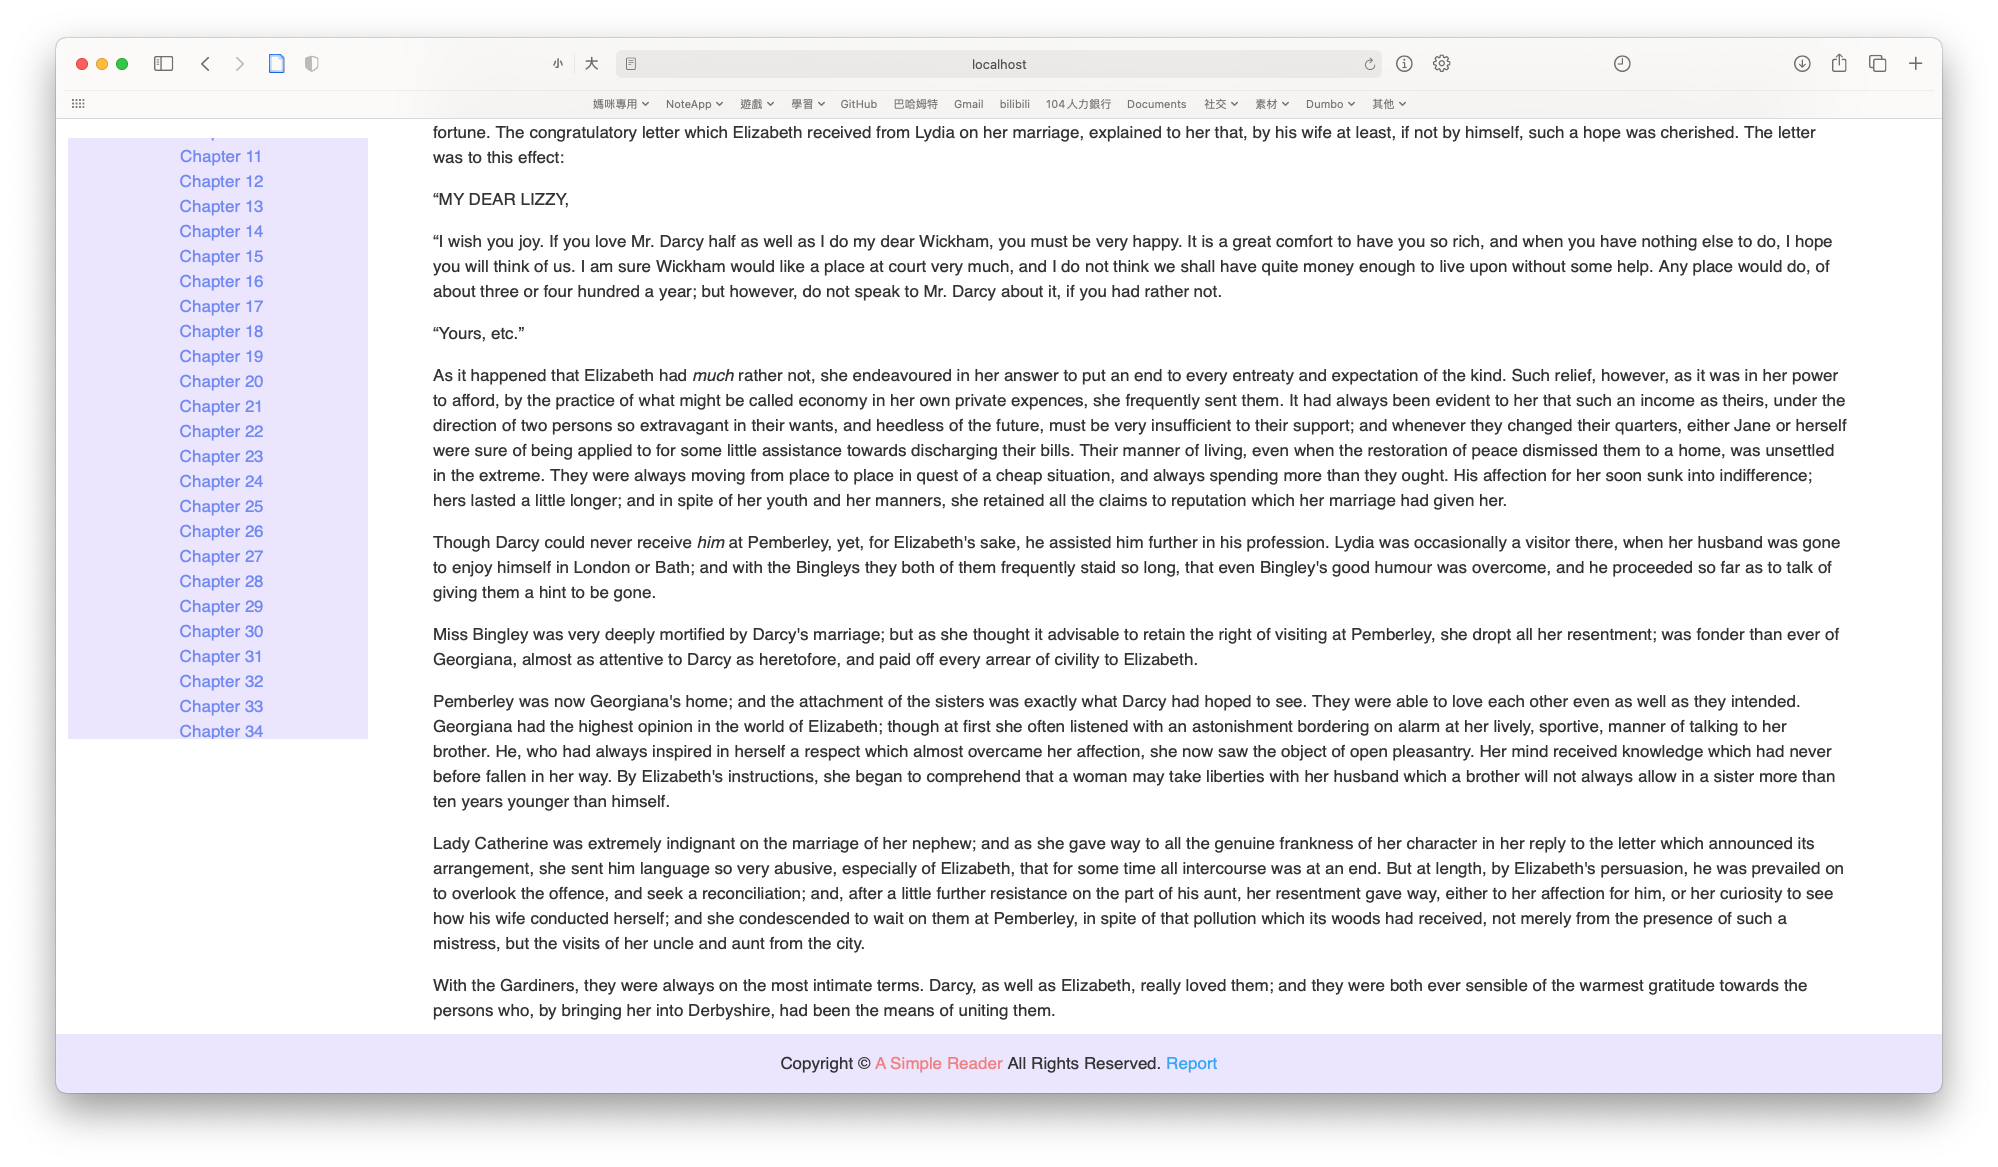 小 大 localhost
媽咪專用 NoteApp 遊戲 學習 GitHub 巴哈姆特 Gmail bilibili 104人力銀行 Documents 社交 素材 Dumbo 其他
Chapter 11
Chapter 12
Chapter 13
Chapter 14
Chapter 15
Chapter 16
Chapter 17
Chapter 18
Chapter 19
Chapter 20
Chapter 21
Chapter 22
Chapter 23
Chapter 24
Chapter 25
Chapter 26
Chapter 27
Chapter 28
Chapter 29
Chapter 30
Chapter 31
Chapter 32
Chapter 33
Chapter 34
fortune. The congratulatory letter which Elizabeth received from Lydia on her marriage, explained to her that, by his wife at least, if not by himself, such a hope was cherished. The letter
was to this effect:
“MY DEAR LIZZY,
“I wish you joy. If you love Mr. Darcy half as well as I do my dear Wickham, you must be very happy. It is a great comfort to have you so rich, and when you have nothing else to do, I hope
you will think of us. I am sure Wickham would like a place at court very much, and I do not think we shall have quite money enough to live upon without some help. Any place would do, of
about three or four hundred a year; but however, do not speak to Mr. Darcy about it, if you had rather not.
“Yours, etc.”
As it happened that Elizabeth had much rather not, she endeavoured in her answer to put an end to every entreaty and expectation of the kind. Such relief, however, as it was in her power
to afford, by the practice of what might be called economy in her own private expences, she frequently sent them. It had always been evident to her that such an income as theirs, under the
direction of two persons so extravagant in their wants, and heedless of the future, must be very insufficient to their support; and whenever they changed their quarters, either Jane or herself
were sure of being applied to for some little assistance towards discharging their bills. Their manner of living, even when the restoration of peace dismissed them to a home, was unsettled
in the extreme. They were always moving from place to place in quest of a cheap situation, and always spending more than they ought. His affection for her soon sunk into indifference;
hers lasted a little longer; and in spite of her youth and her manners, she retained all the claims to reputation which her marriage had given her.
Though Darcy could never receive him at Pemberley, yet, for Elizabeth's sake, he assisted him further in his profession. Lydia was occasionally a visitor there, when her husband was gone
to enjoy himself in London or Bath; and with the Bingleys they both of them frequently staid so long, that even Bingley's good humour was overcome, and he proceeded so far as to talk of
giving them a hint to be gone.
Miss Bingley was very deeply mortified by Darcy's marriage; but as she thought it advisable to retain the right of visiting at Pemberley, she dropt all her resentment; was fonder than ever of
Georgiana, almost as attentive to Darcy as heretofore, and paid off every arrear of civility to Elizabeth.
Pemberley was now Georgiana's home; and the attachment of the sisters was exactly what Darcy had hoped to see. They were able to love each other even as well as they intended.
Georgiana had the highest opinion in the world of Elizabeth; though at first she often listened with an astonishment bordering on alarm at her lively, sportive, manner of talking to her
brother. He, who had always inspired in herself a respect which almost overcame her affection, she now saw the object of open pleasantry. Her mind received knowledge which had never
before fallen in her way. By Elizabeth's instructions, she began to comprehend that a woman may take liberties with her husband which a brother will not always allow in a sister more than
ten years younger than himself.
Lady Catherine was extremely indignant on the marriage of her nephew; and as she gave way to all the genuine frankness of her character in her reply to the letter which announced its
arrangement, she sent him language so very abusive, especially of Elizabeth, that for some time all intercourse was at an end. But at length, by Elizabeth's persuasion, he was prevailed on
to overlook the offence, and seek a reconciliation; and, after a little further resistance on the part of his aunt, her resentment gave way, either to her affection for him, or her curiosity to see
how his wife conducted herself; and she condescended to wait on them at Pemberley, in spite of that pollution which its woods had received, not merely from the presence of such a
mistress, but the visits of her uncle and aunt from the city.
With the Gardiners, they were always on the most intimate terms. Darcy, as well as Elizabeth, really loved them; and they were both ever sensible of the warmest gratitude towards the
persons who, by bringing her into Derbyshire, had been the means of uniting them.
Copyright © A Simple Reader All Rights Reserved. Report